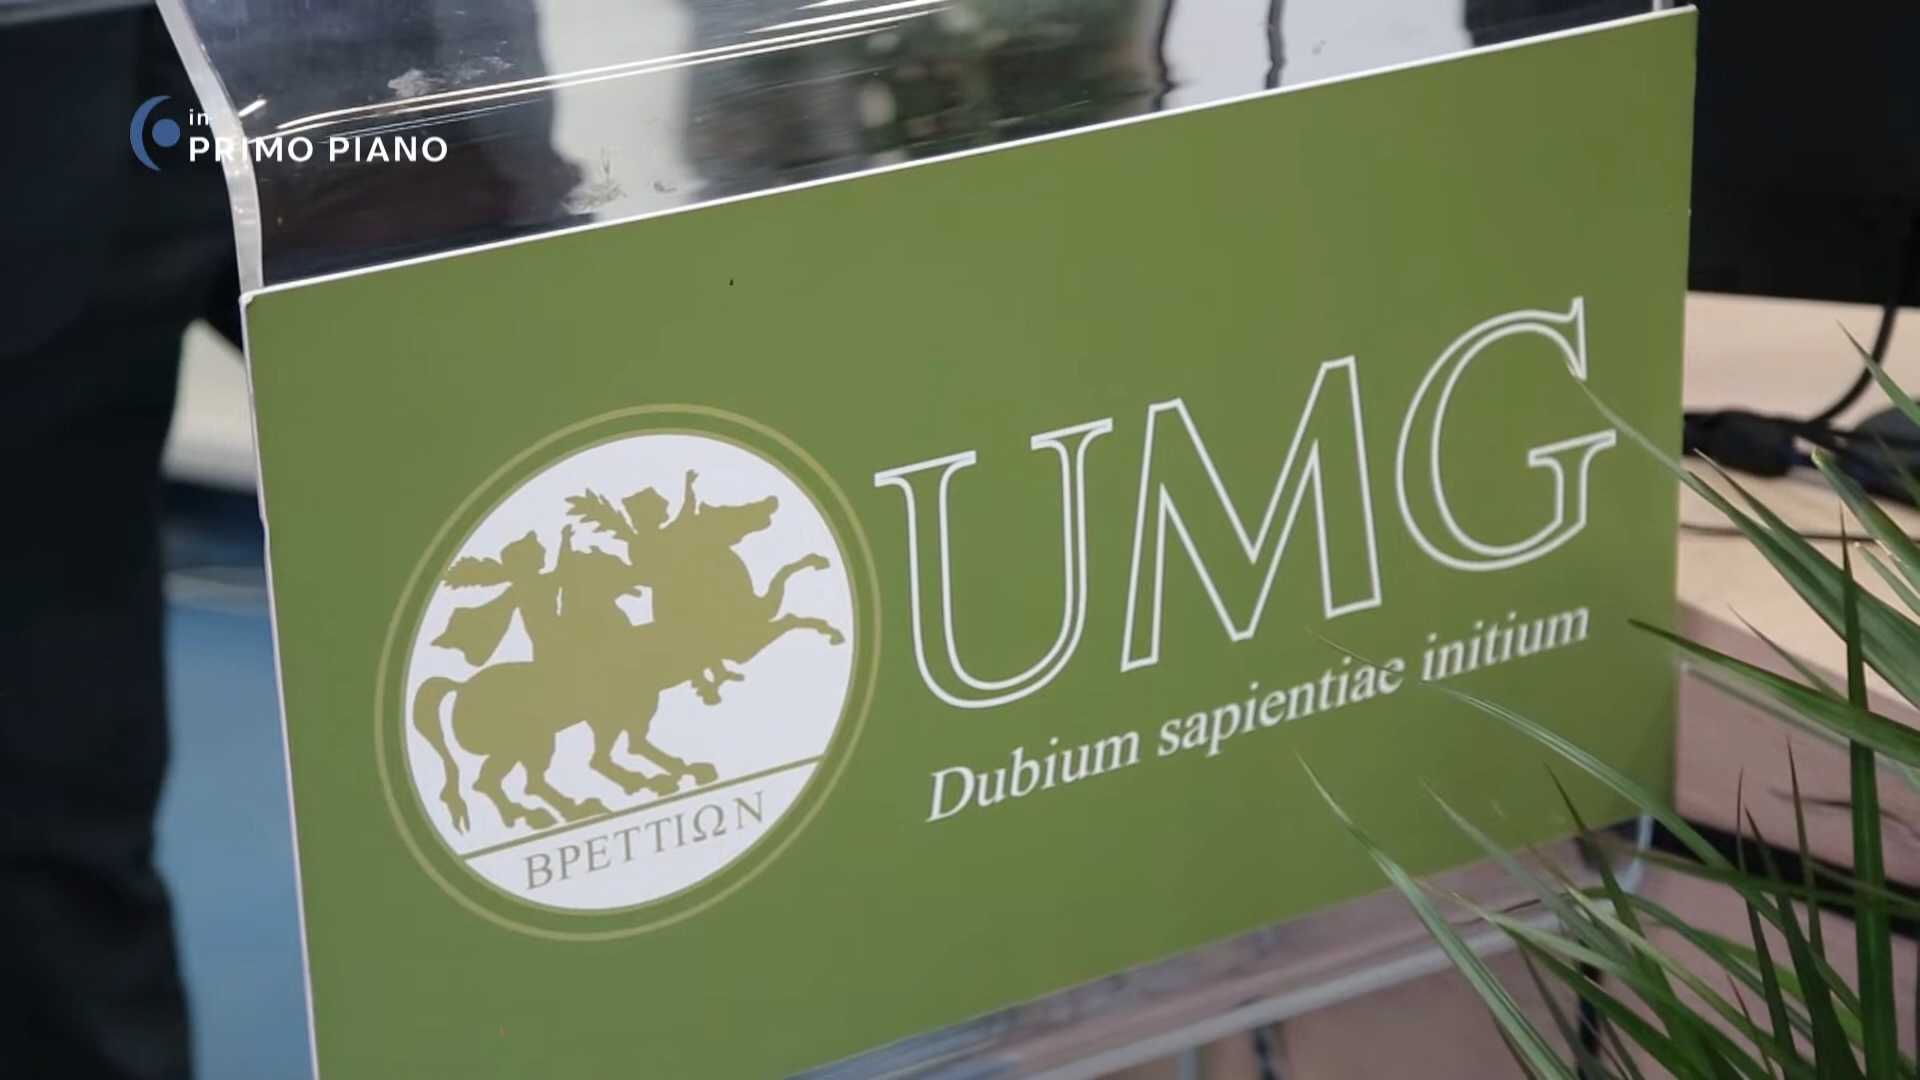 in
PRIMO PIANO
UMG
Dubium sapientiae initium
ΒΡΕΤΤΙΩΝ